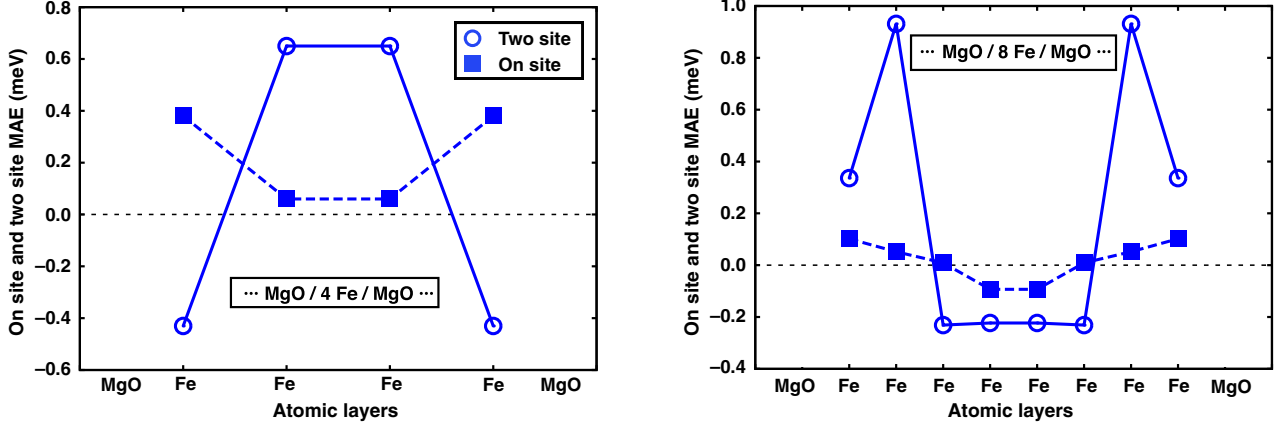 On site and two site MAE (meV)
0.8
0.6
0.4
0.2
0.0
−0.2
−0.4
−0.6
Two site
On site
··· MgO / 4 Fe / MgO ···
MgO Fe Fe Fe Fe MgO
Atomic layers
On site and two site MAE (meV)
1.0
0.8
0.6
0.4
0.2
0.0
−0.2
−0.4
··· MgO / 8 Fe / MgO ···
MgO Fe Fe Fe Fe Fe Fe Fe Fe MgO
Atomic layers